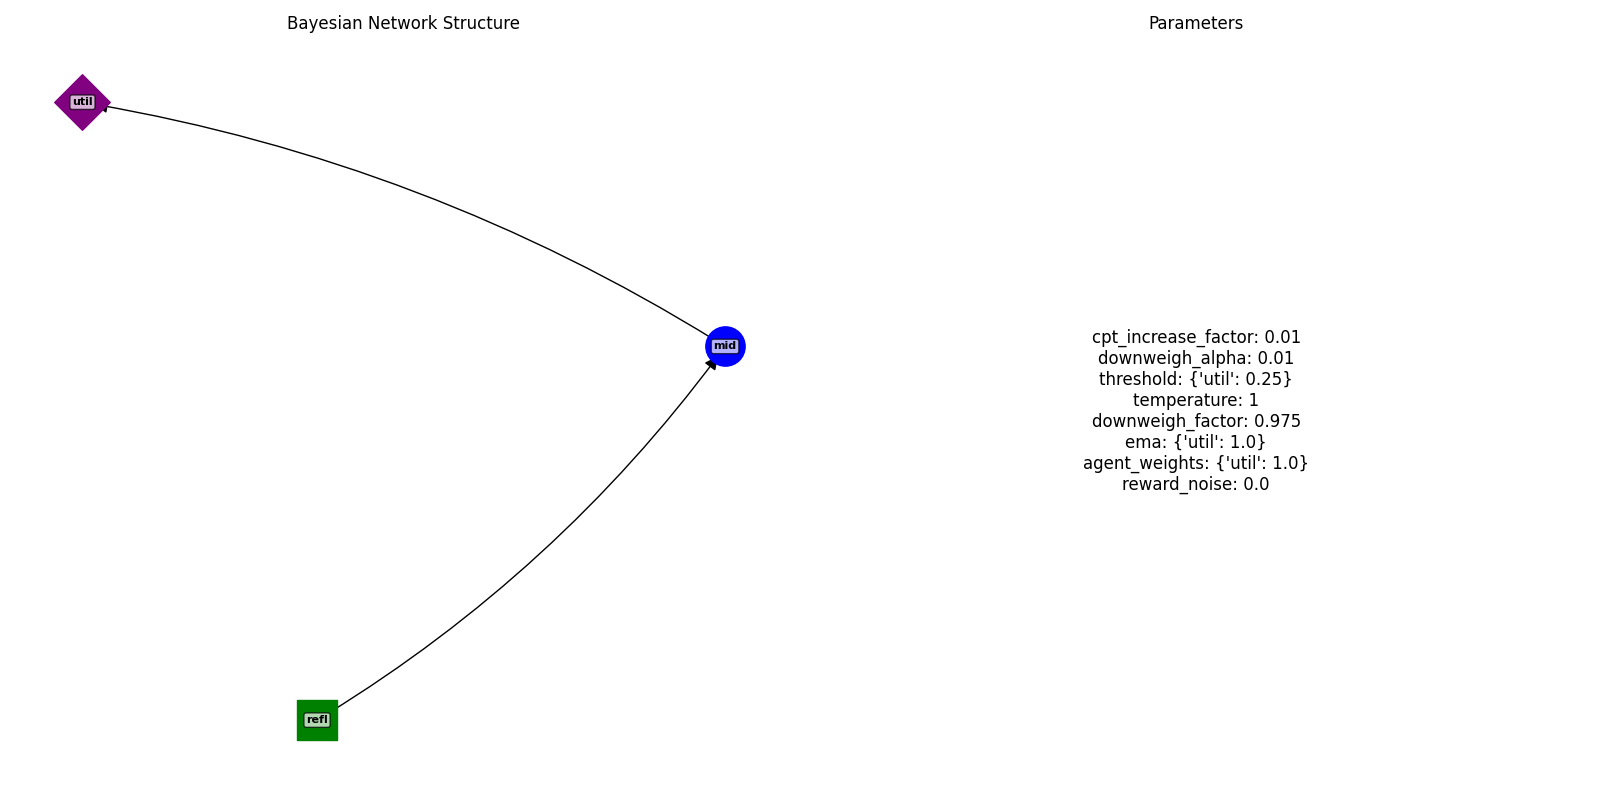 Bayesian Network Structure
util
mid
refl
Parameters
cpt_increase_factor: 0.01
downweigh_alpha: 0.01
threshold: {'util': 0.25}
temperature: 1
downweigh_factor: 0.975
ema: {'util': 1.0}
agent_weights: {'util': 1.0}
reward_noise: 0.0